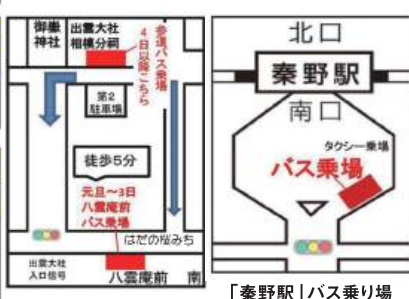 御嶽
神社
出雲大社
相模分祠
参道バス乗場
4日以降こちら
第2
駐車場
徒歩5分
元旦~3日
八雲庵前
バス乗場
はだの桜みち
出雲大社
入口信号
八雲庵前
南
北口
秦野駅
南口
タクシー乗場
バス乗場
「秦野駅|バス乗り場